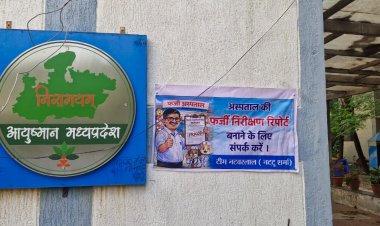 निरामयम्
आयुष्मान मध्यप्रदेश
फर्जी अस्पताल
अस्पताल की
फर्जी निरीक्षण रिपोर्ट
बनाने के लिए
संपर्क करें ।
टीम नटवरलाल ( नटटू शर्मा)